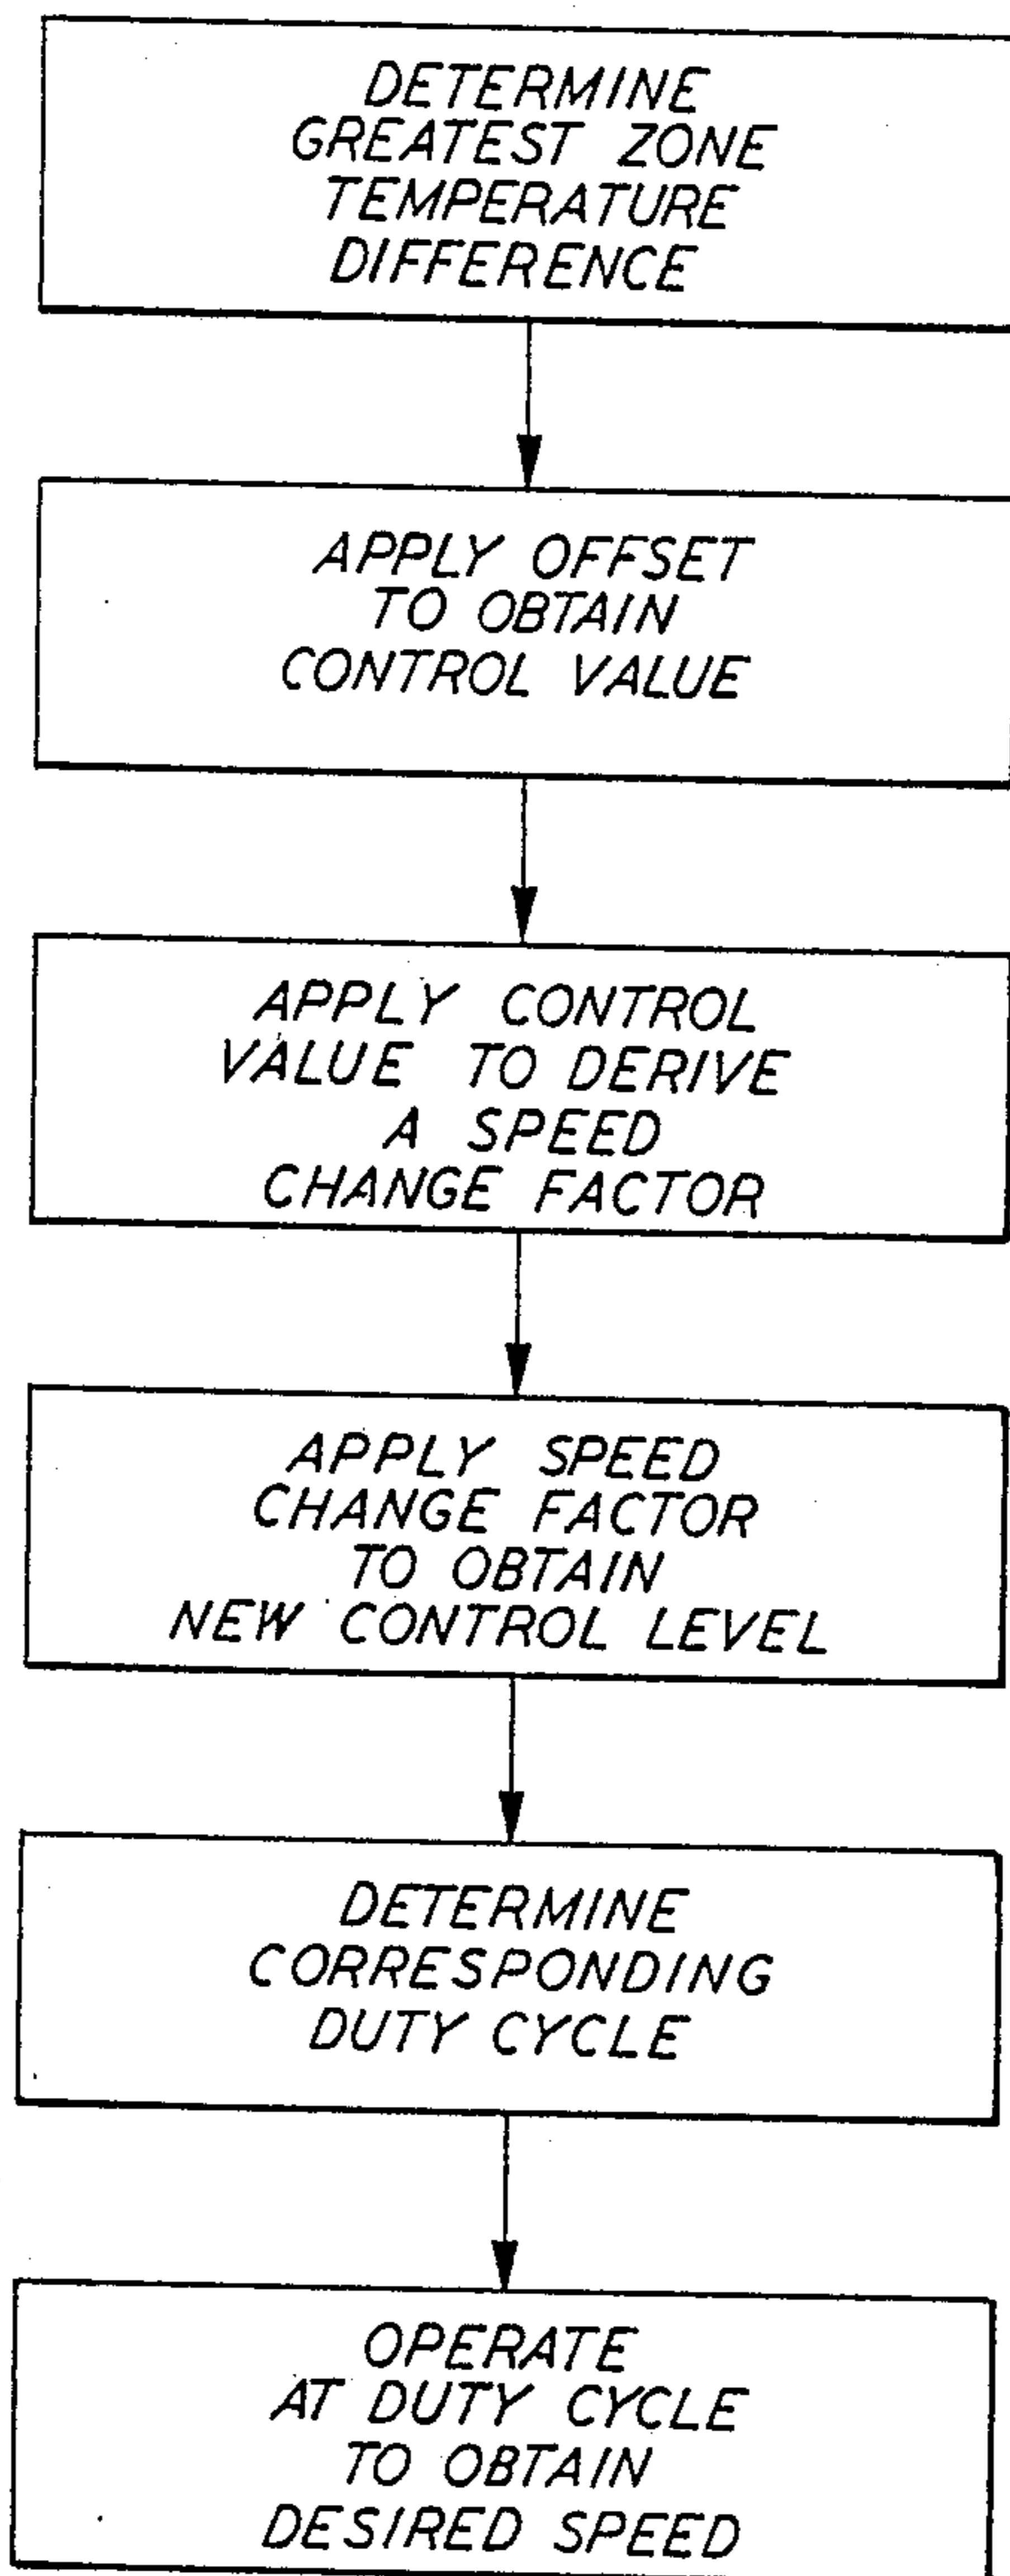 DETERMINE
GREATEST ZONE
TEMPERATURE
DIFFERENCE
APPLY OFFSET
TO OBTAIN
CONTROL VALUE
APPLY CONTROL
VALUE TO DERIVE
A SPEED
CHANGE FACTOR
APPLY SPEED
CHANGE FACTOR
TO OBTAIN
NEW CONTROL LEVEL
DETERMINE
CORRESPONDING
DUTY CYCLE
OPERATE
AT DUTY CYCLE
TO OBTAIN
DESIRED SPEED